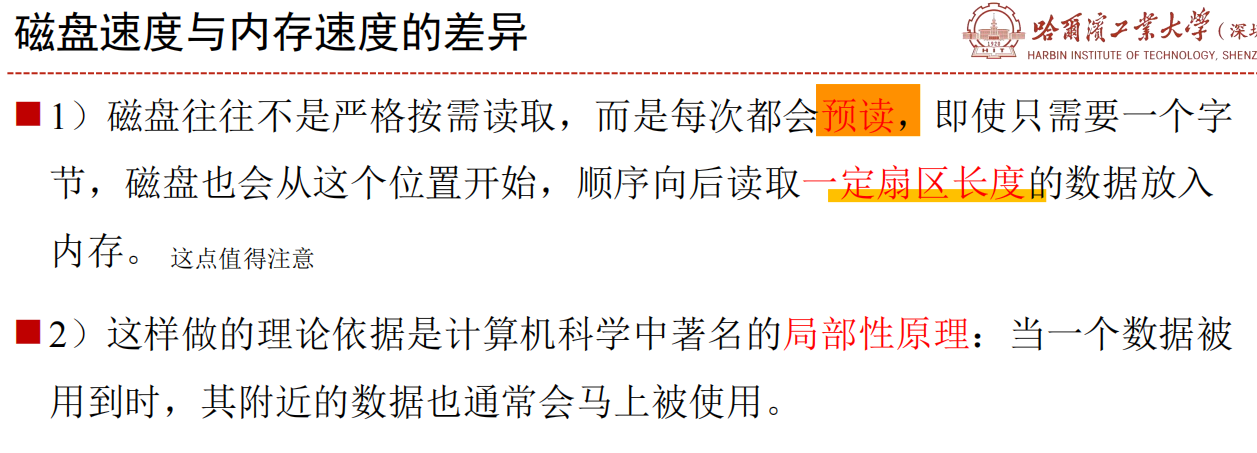 磁盘速度与内存速度的差异
哈尔滨工业大学（深圳
HARBIN INSTITUTE OF TECHNOLOGY, SHENZ
1920
HIT
1）磁盘往往不是严格按需读取，而是每次都会预读，即使只需要一个字
节，磁盘也会从这个位置开始，顺序向后读取一定扇区长度的数据放入
内存。 这点值得注意
2）这样做的理论依据是计算机科学中著名的局部性原理：当一个数据被
用到时，其附近的数据也通常会马上被使用。